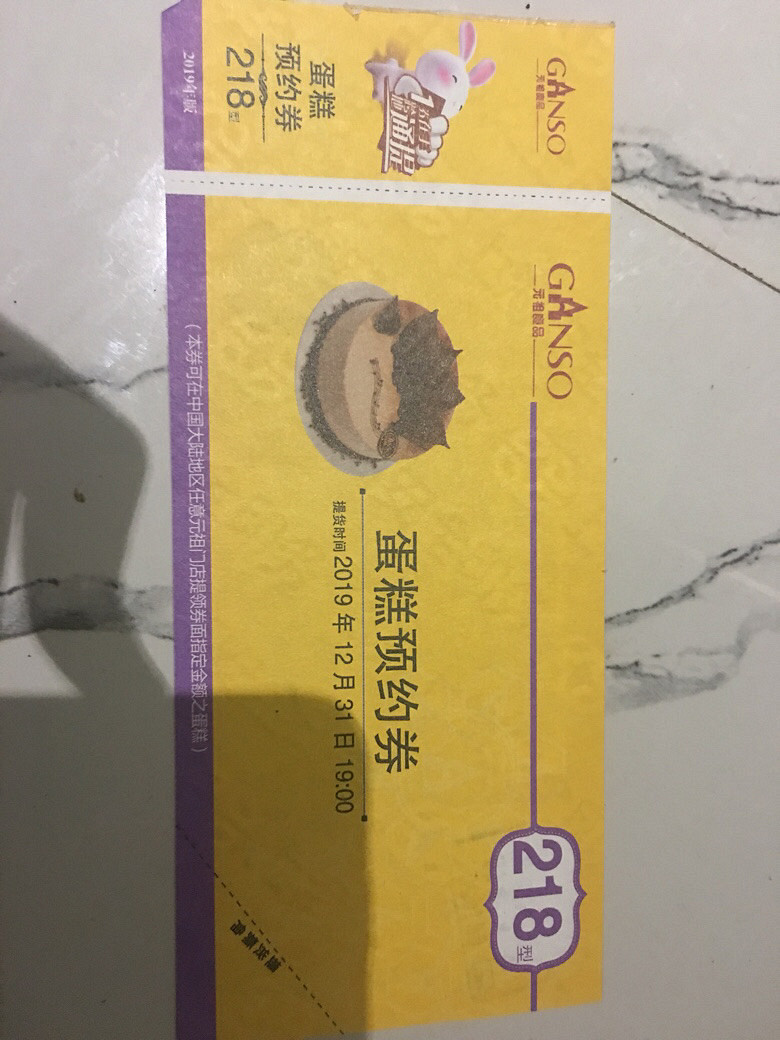 GANSO
元祖食品
蛋糕
预约券
218型
2019年版
GANSO
元祖食品
218型
蛋糕预约券
提货时间 2019 年 12 月 31 日 19:00
(本券可在中国大陆地区任意元祖门店提领券面指定金额之蛋糕)